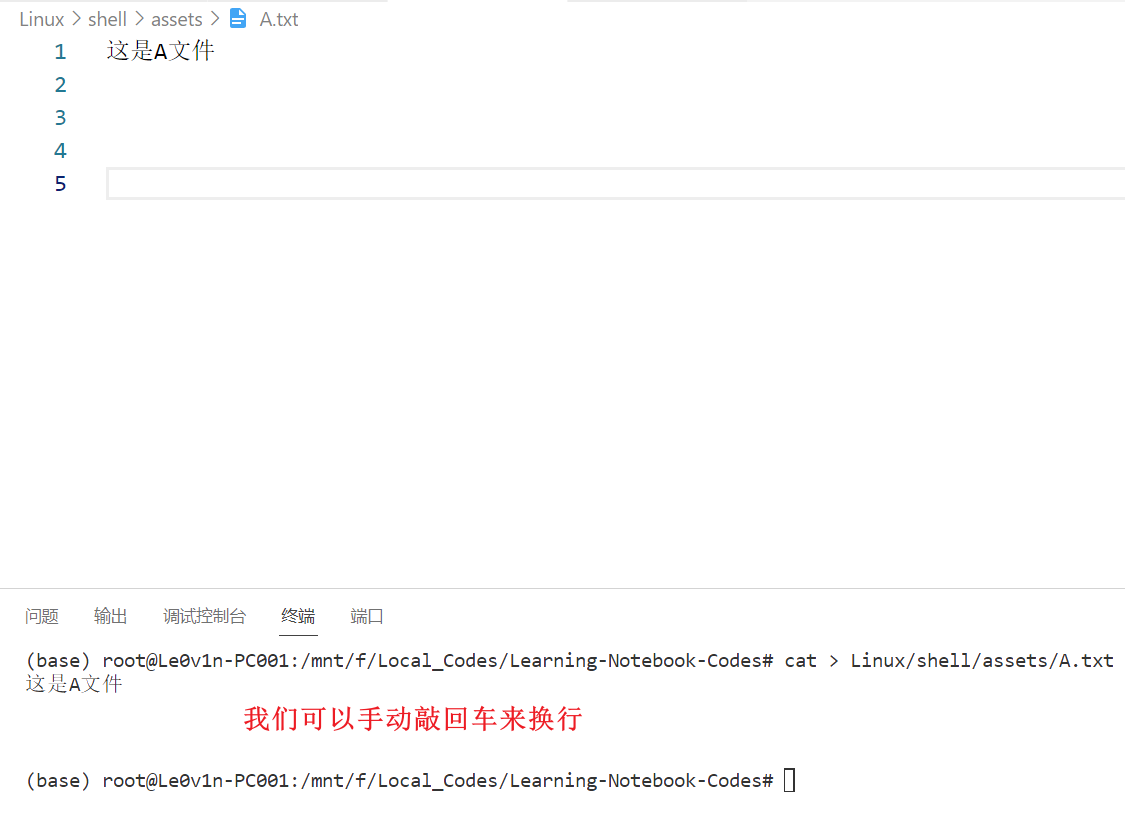 Linux > shell > assets > A.txt
1 这是A文件
2
3
4
5
问题 输出 调试控制台 终端 端口
(base) root@Le0v1n-PC001:/mnt/f/Local_Codes/Learning-Notebook-Codes# cat > Linux/shell/assets/A.txt
这是A文件
我们可以手动敲回车来换行
(base) root@Le0v1n-PC001:/mnt/f/Local_Codes/Learning-Notebook-Codes#